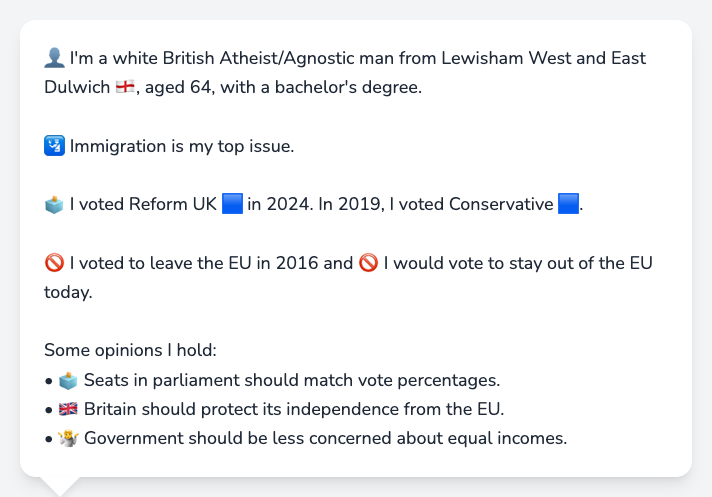 👤 I'm a white British Atheist/Agnostic man from Lewisham West and East
Dulwich 🏴󠁧󠁢󠁥󠁮󠁧󠁿, aged 64, with a bachelor's degree.
🛂 Immigration is my top issue.
🗳️ I voted Reform UK 🟦 in 2024. In 2019, I voted Conservative 🟦.
🚫 I voted to leave the EU in 2016 and 🚫 I would vote to stay out of the EU
today.
Some opinions I hold:
• 🗳️ Seats in parliament should match vote percentages.
• 🇬🇧 Britain should protect its independence from the EU.
• 🤷 Government should be less concerned about equal incomes.